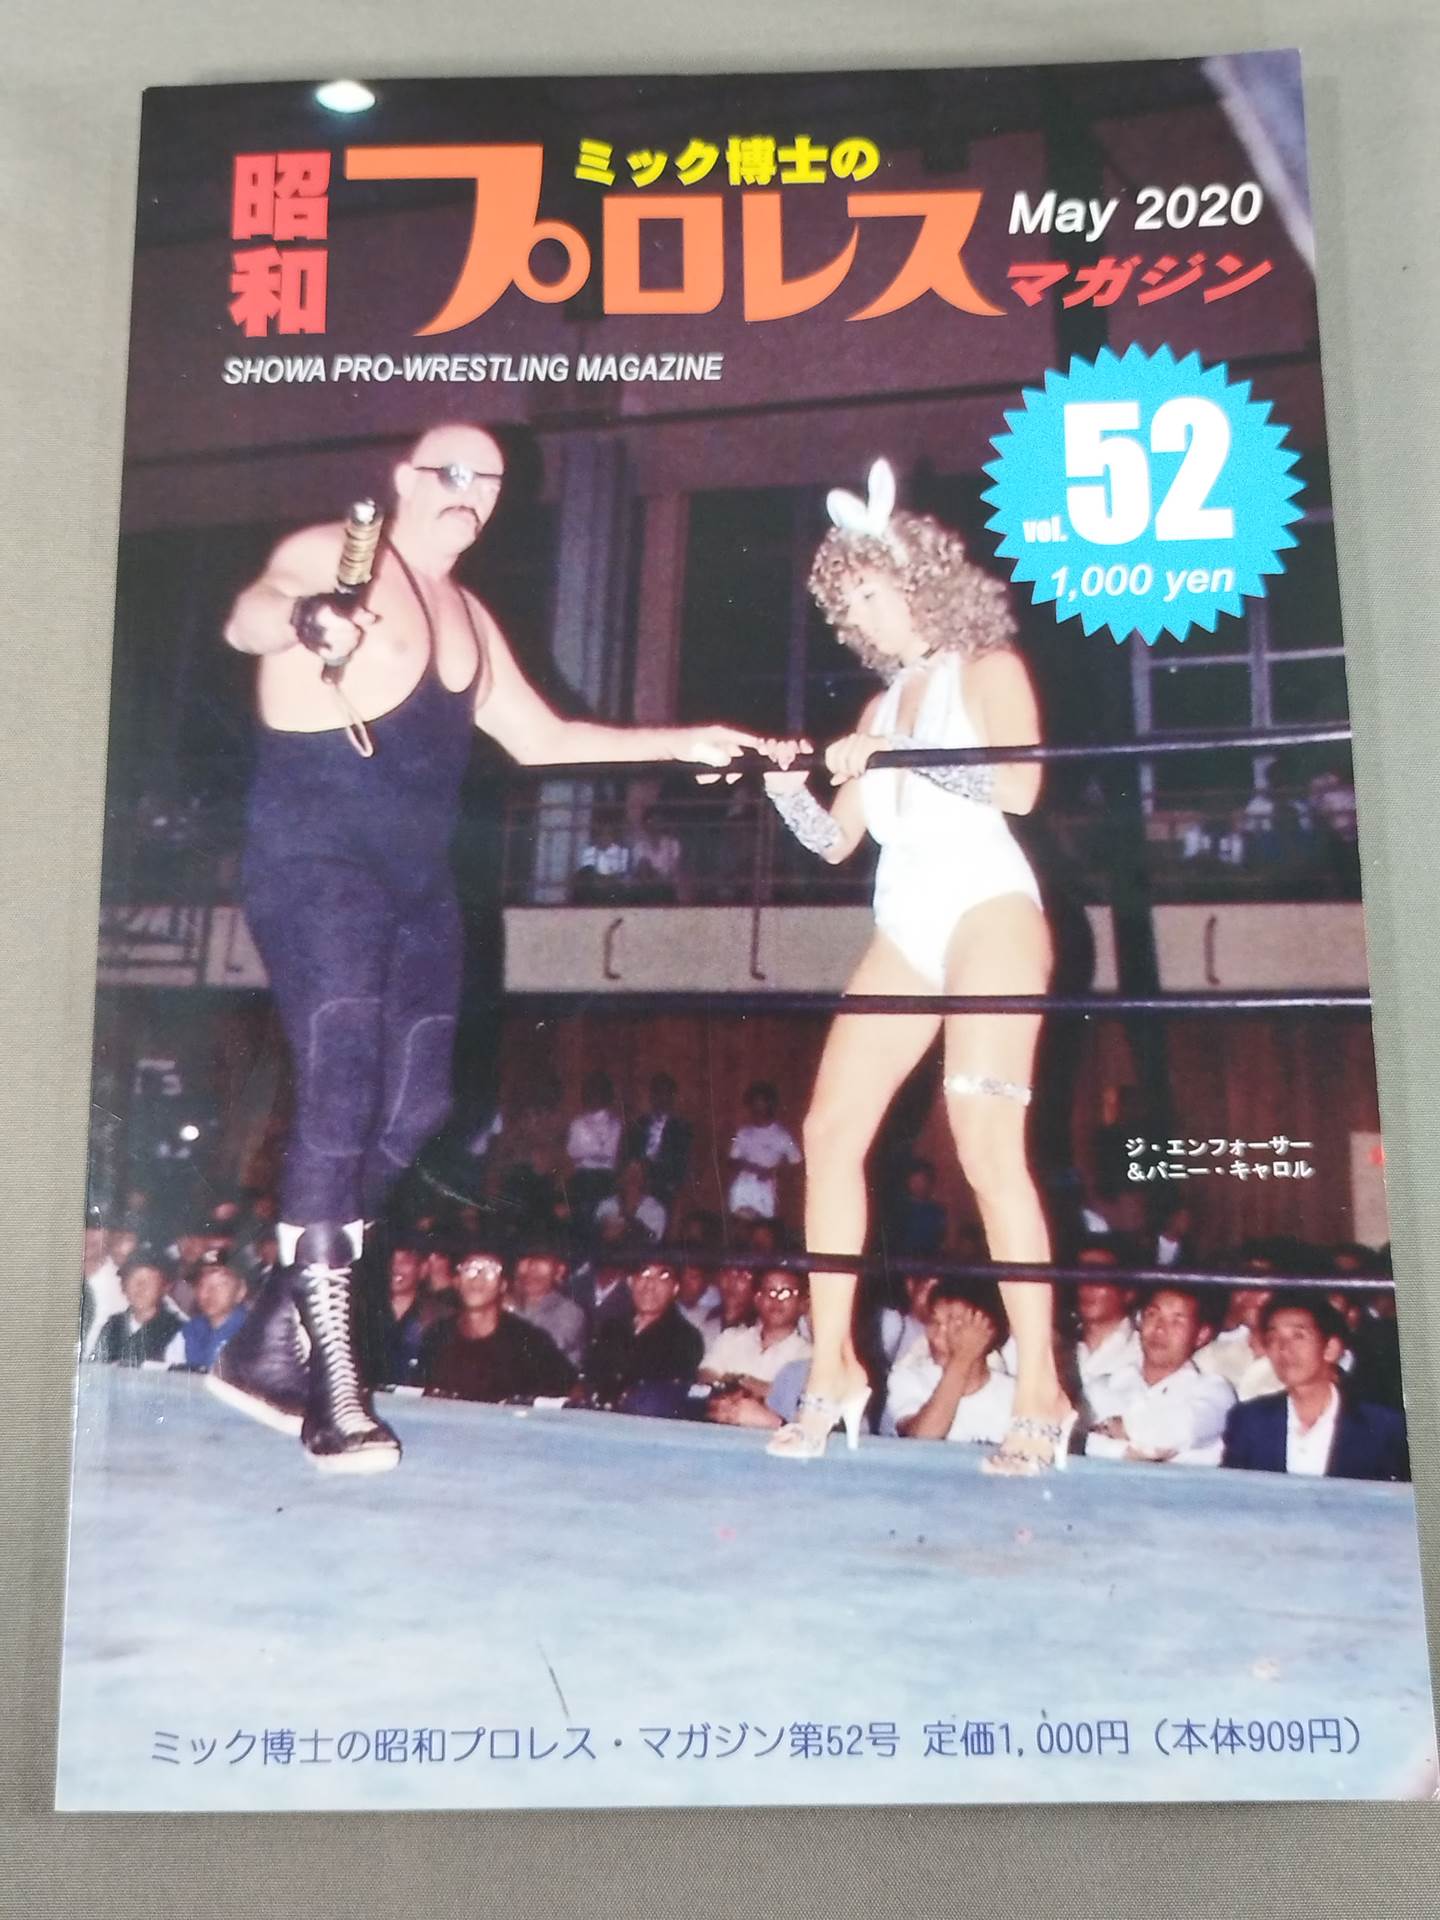 ミック博士の
昭和
プロレス
May 2020
マガジン
SHOWA PRO-WRESTLING MAGAZINE
vol. 52
1,000 yen
ジ・エンフォーサー
&バニー・キャロル
ミック博士の昭和プロレス・マガジン第52号 定価1,000円（本体909円）